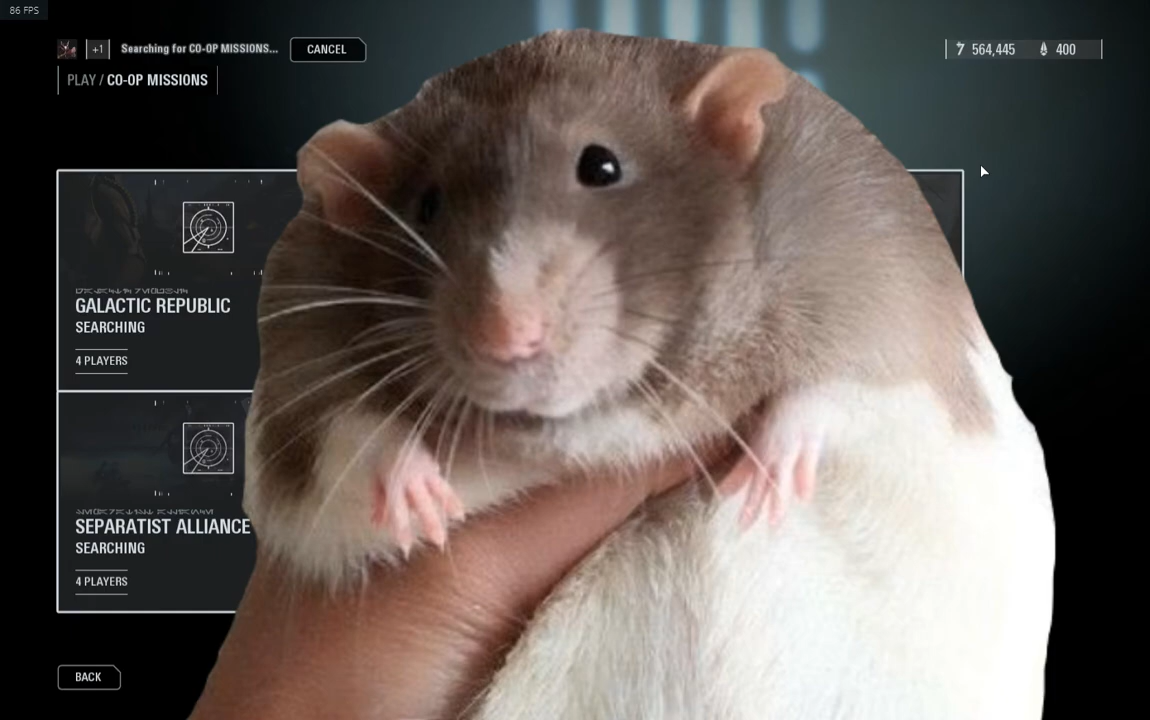 86 FPS
+1 Searching for CO-OP MISSIONS... CANCEL
564,445 400
PLAY / CO-OP MISSIONS
GALACTIC REPUBLIC
SEARCHING
4 PLAYERS
SEPARATIST ALLIANCE
SEARCHING
4 PLAYERS
BACK